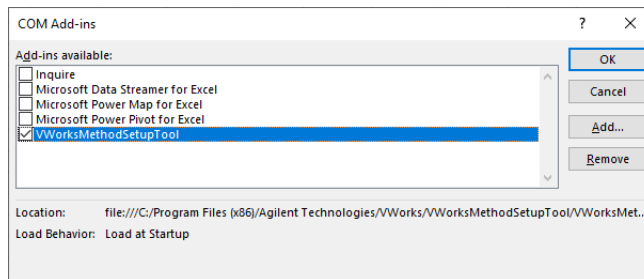 COM Add-ins
? ×
Add-ins available:
Inquire
Microsoft Data Streamer for Excel
Microsoft Power Map for Excel
Microsoft Power Pivot for Excel
VWorksMethodSetupTool
OK
Cancel
Add...
Remove
Location: file:///C:/Program Files (x86)/Agilent Technologies/VWorks/VWorksMethodSetupTool/VWorksMet...
Load Behavior: Load at Startup